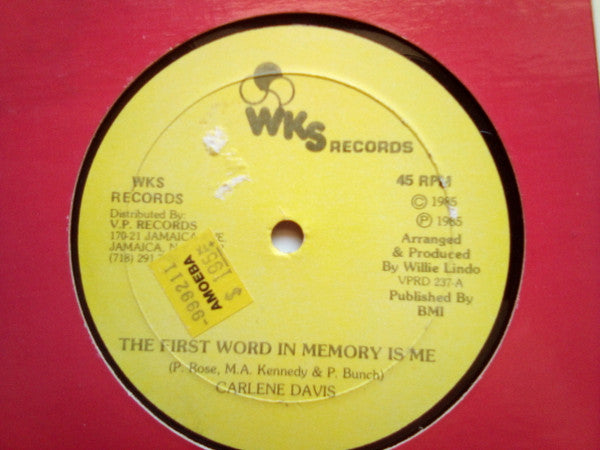 WKS RECORDS
WKS
RECORDS
Distributed By:
V.P. RECORDS
170-21 JAMAICA
JAMAICA, N.
(718) 291
AMOEBA
45 RPM
© 1985
℗ 1985
Arranged
& Produced
By Willie Lindo
VPRD 237-A
Published By
BMI
THE FIRST WORD IN MEMORY IS ME
(P. Rose, M.A. Kennedy & P. Bunch)
CARLENE DAVIS